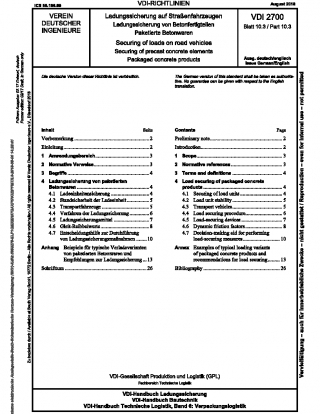 ICS 55.180.99
VDI-RICHTLINIEN
August 2018
VEREIN
DEUTSCHER
INGENIEURE
Ladungssicherung auf Straßenfahrzeugen
Ladungssicherung von Betonfertigteilen
Paketierte Betonwaren
Securing of loads on road vehicles
Securing of precast concrete elements
Packaged concrete products
VDI 2700
Blatt 10.3 / Part 10.3
Ausg. deutsch/englisch
Issue German/English
Die deutsche Version dieser Richtlinie ist verbindlich.
The German version of this standard shall be taken as authorita-
tive. No guarantee can be given with respect to the English
translation.
Inhalt Seite
Vorbemerkung 2
Einleitung 2
1 Anwendungsbereich 3
2 Normative Verweise 3
3 Begriffe 4
4 Ladungssicherung von paketierten
Betonwaren 4
4.1 Ladeeinheitensicherung 4
4.2 Standsicherheit der Ladeeinheit 5
4.3 Transportfahrzeuge 5
4.4 Verfahren der Ladungssicherung 6
4.5 Ladungssicherungsmittel 7
4.6 Gleit-Reibbeiwerte 8
4.7 Entscheidungshilfe zur Durchführung
von Ladungssicherungsmaßnahmen 10
Anhang Beispiele für typische Verladevarianten
von paketierten Betonwaren und
Empfehlungen zur Ladungssicherung 13
Schrifttum 26
Contents Page
Preliminary note 2
Introduction 2
1 Scope 3
2 Normative references 3
3 Terms and definitions 4
4 Load securing of packaged concrete
products 4
4.1 Securing of load units 4
4.2 Load unit stability 5
4.3 Transport vehicles 5
4.4 Load securing procedure 6
4.5 Load-securing devices 7
4.6 Dynamic friction factors 8
4.7 Decision-making aid for performing
load-securing measures 10
Annex Examples of typical loading variants
of packaged concrete products and
recommendations for load securing 13
Bibliography 26
VDI-Gesellschaft Produktion und Logistik (GPL)
Fachbereich Technische Logistik
VDI-Handbuch Ladungssicherung
VDI-Handbuch Bautechnik
VDI-Handbuch Technische Logistik, Band 6: Verpackungslogistik
Vervielfältigung – auch für innerbetriebliche Zwecke – nicht gestattet / Reproduction – even for internal use – not permitted